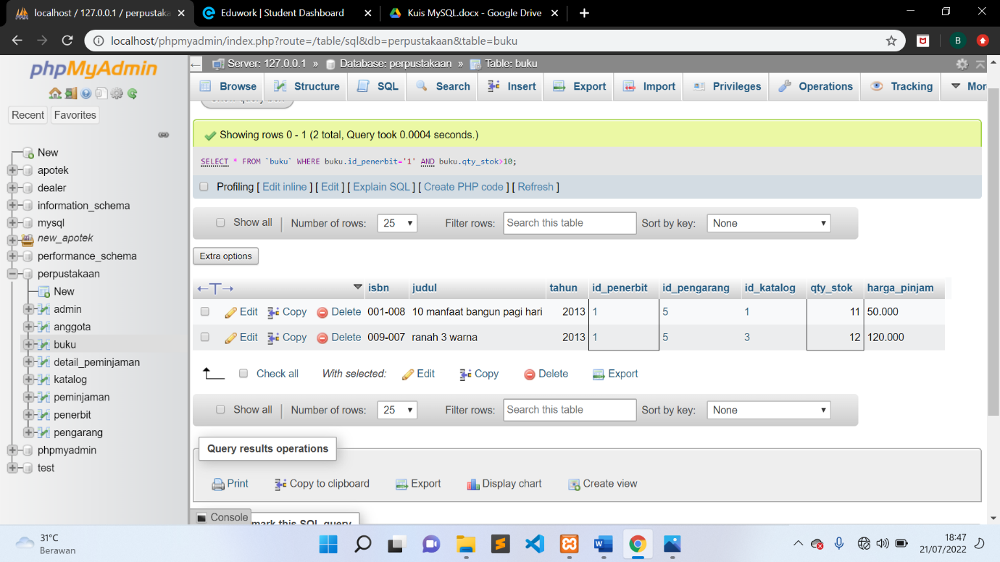 localhost / 127.0.0.1 / perpustaka
Eduwork | Student Dashboard
Kuis MySQL.docx - Google Drive
localhost/phpmyadmin/index.php?route=/table/sql&db=perpustakaan&table=buku
B
phpMyAdmin
Recent Favorites
New
apotek
dealer
information_schema
mysql
new_apotek
performance_schema
perpustakaan
New
admin
anggota
buku
detail_peminjaman
katalog
peminjaman
penerbit
pengarang
phpmyadmin
test
Server: 127.0.0.1 » Database: perpustakaan » Table: buku
Browse Structure SQL Search Insert Export Import Privileges Operations Tracking Mor
Showing rows 0 - 1 (2 total, Query took 0.0004 seconds.)
SELECT * FROM `buku` WHERE buku.id_penerbit='1' AND buku.qty_stok>10;
Profiling [ Edit inline ] [ Edit ] [ Explain SQL ] [ Create PHP code ] [ Refresh ]
Show all | Number of rows: 25 Filter rows: Search this table Sort by key: None
Extra options
←T→ isbn judul tahun id_penerbit id_pengarang id_katalog qty_stok harga_pinjam
Edit Copy Delete 001-008 10 manfaat bangun pagi hari 2013 1 5 1 11 50.000
Edit Copy Delete 009-007 ranah 3 warna 2013 1 5 3 12 120.000
Check all With selected: Edit Copy Delete Export
Show all | Number of rows: 25 Filter rows: Search this table Sort by key: None
Query results operations
Print Copy to clipboard Export Display chart Create view
Console
mark this SQL query
31°C
Berawan
18:47
21/07/2022